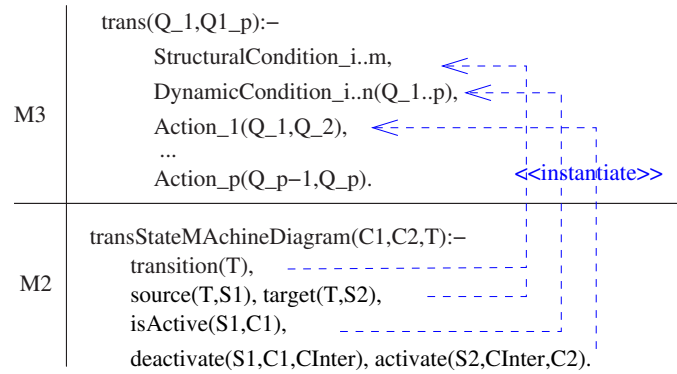 trans(Q_1,Q1_p):−
StructuralCondition_i..m,
DynamicCondition_i..n(Q_1..p),
M3
Action_1(Q_1,Q_2),
...
Action_p(Q_p−1,Q_p).
<<instantiate>>
transStateMAchineDiagram(C1,C2,T):−
transition(T),
M2
source(T,S1), target(T,S2),
isActive(S1,C1),
deactivate(S1,C1,CInter), activate(S2,CInter,C2).